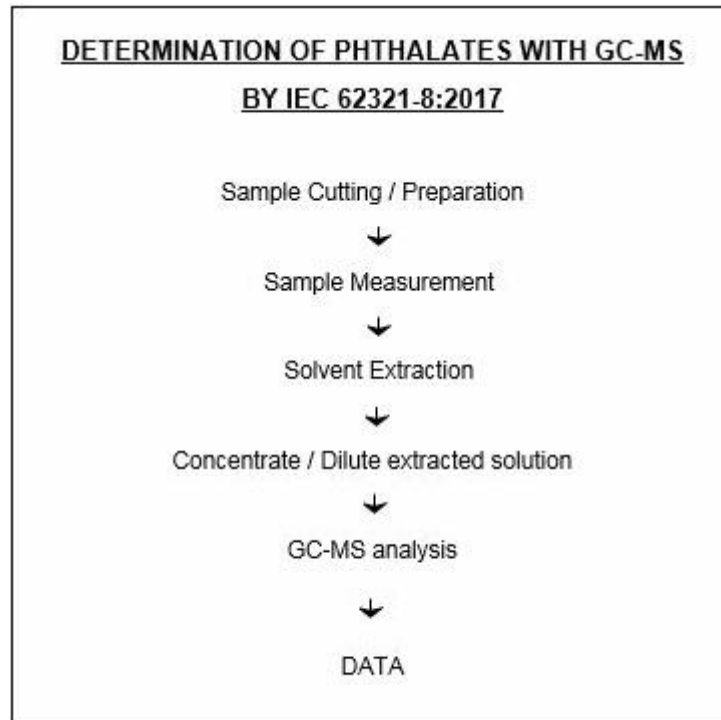 DETERMINATION OF PHTHALATES WITH GC-MS
BY IEC 62321-8:2017
Sample Cutting / Preparation
Sample Measurement
Solvent Extraction
Concentrate / Dilute extracted solution
GC-MS analysis
DATA